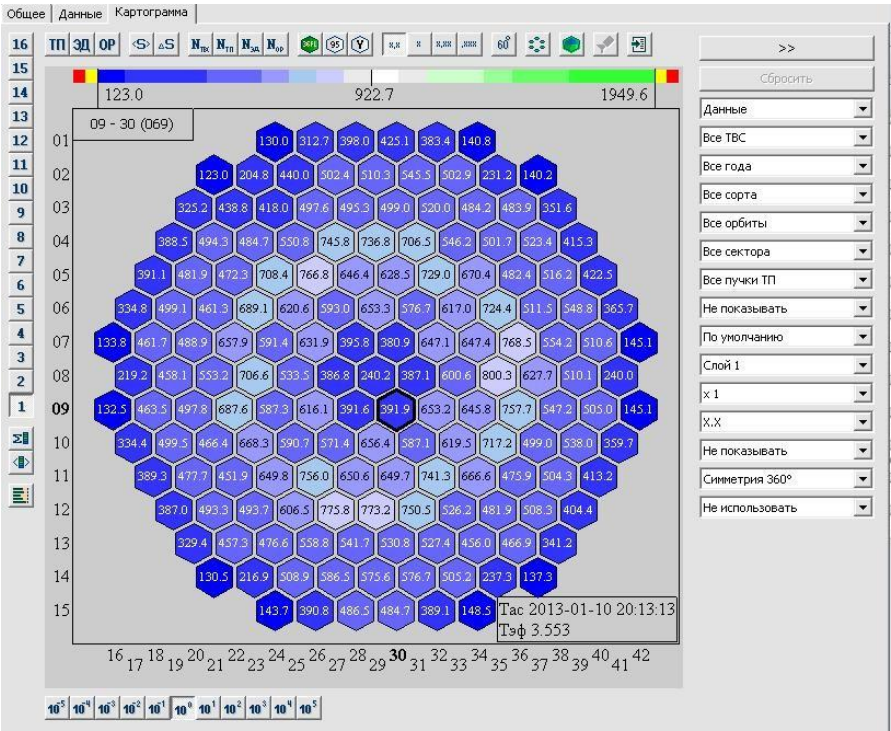 Общее Данные Картограмма
ТП ЭД ОР S ΔS Nпк Nтп Nэд Nор 95 Y x,x x x,xx ,xxx 60°
>>
Сбросить
Данные
Все ТВС
Все года
Все сорта
Все орбиты
Все сектора
Все пучки ТП
Не показывать
По умолчанию
Слой 1
x 1
X.X
Не показывать
Симметрия 360°
Не использовать
16
15
14
13
12
11
10
9
8
7
6
5
4
3
2
1
123.0 922.7 1949.6
09 - 30 (069)
01 130.0 312.7 398.0 425.1 383.4 140.8
02 123.0 204.8 440.0 502.4 510.3 545.5 502.9 231.2 140.2
03 325.2 438.8 418.0 497.6 495.3 499.0 520.0 484.2 483.9 351.6
04 388.5 494.3 484.7 550.8 745.8 736.8 706.5 546.2 501.7 523.4 415.3
05 391.1 481.9 472.3 708.4 766.8 646.4 628.5 729.0 670.4 482.4 516.2 422.5
06 334.8 499.1 461.3 689.1 620.6 593.0 653.3 576.7 617.0 724.4 511.5 548.8 365.7
07 133.8 461.7 488.9 657.9 591.4 631.9 395.8 380.9 647.1 647.4 768.5 554.2 510.6 145.1
08 219.2 458.1 553.2 706.6 533.5 386.8 240.2 387.1 600.6 800.3 627.7 510.1 240.0
09 132.5 463.5 497.8 687.6 587.3 616.1 391.6 391.9 653.2 645.8 757.7 547.2 505.0 145.1
10 334.4 499.5 466.4 668.3 590.7 571.4 656.4 587.1 619.5 717.2 499.0 538.0 359.7
11 389.3 477.7 451.9 649.8 756.0 650.6 649.7 741.3 666.6 475.9 504.3 413.2
12 387.0 493.3 493.7 606.5 775.8 773.2 750.5 526.2 481.9 508.3 404.4
13 329.4 457.3 476.6 558.8 541.7 530.8 527.4 456.0 466.9 341.2
14 130.5 216.9 508.9 586.5 575.6 576.7 505.2 237.3 137.3
15 143.7 390.8 486.5 484.7 389.1 148.5
Tac 2013-01-10 20:13:13
Тэф 3.553
16 17 18 19 20 21 22 23 24 25 26 27 28 29 30 31 32 33 34 35 36 37 38 39 40 41 42
10⁻⁵ 10⁻⁴ 10⁻³ 10⁻² 10⁻¹ 10⁰ 10¹ 10² 10³ 10⁴ 10⁵